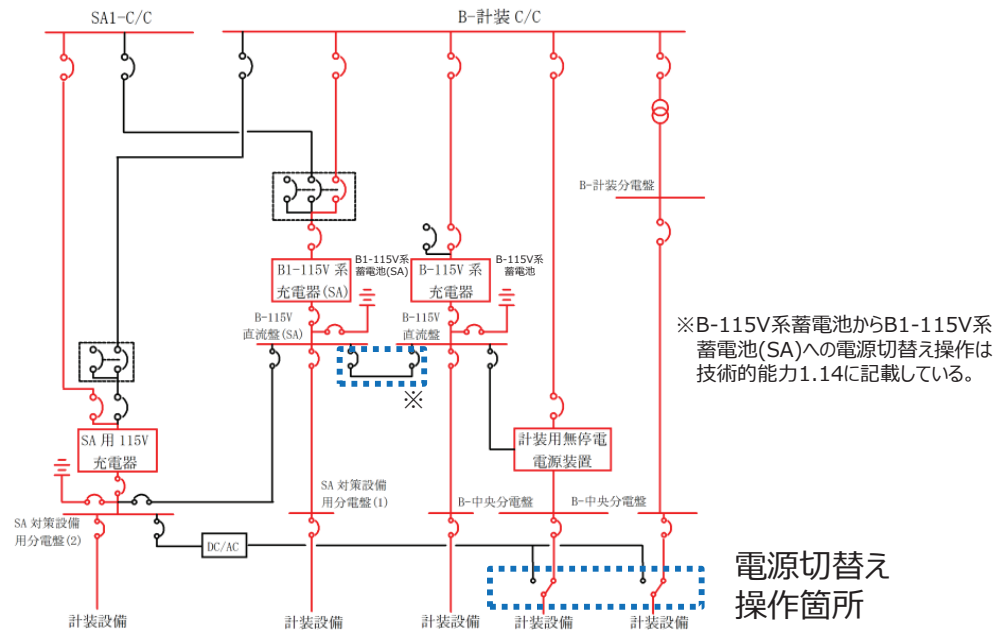 SA1-C/C
B-計装 C/C
B-計装分電盤
B1-115V 系
充電器(SA)
B1-115V系
蓄電池(SA)
B-115V 系
充電器
B-115V系
蓄電池
B-115V
直流盤(SA)
B-115V
直流盤
※
※B-115V系蓄電池からB1-115V系
蓄電池(SA)への電源切替え操作は
技術的能力1.14に記載している。
SA 用 115V
充電器
計装用無停電
電源装置
SA 対策設備
用分電盤(1)
B-中央分電盤
B-中央分電盤
SA 対策設備
用分電盤(2)
DC/AC
電源切替え
操作箇所
計装設備
計装設備
計装設備
計装設備
計装設備